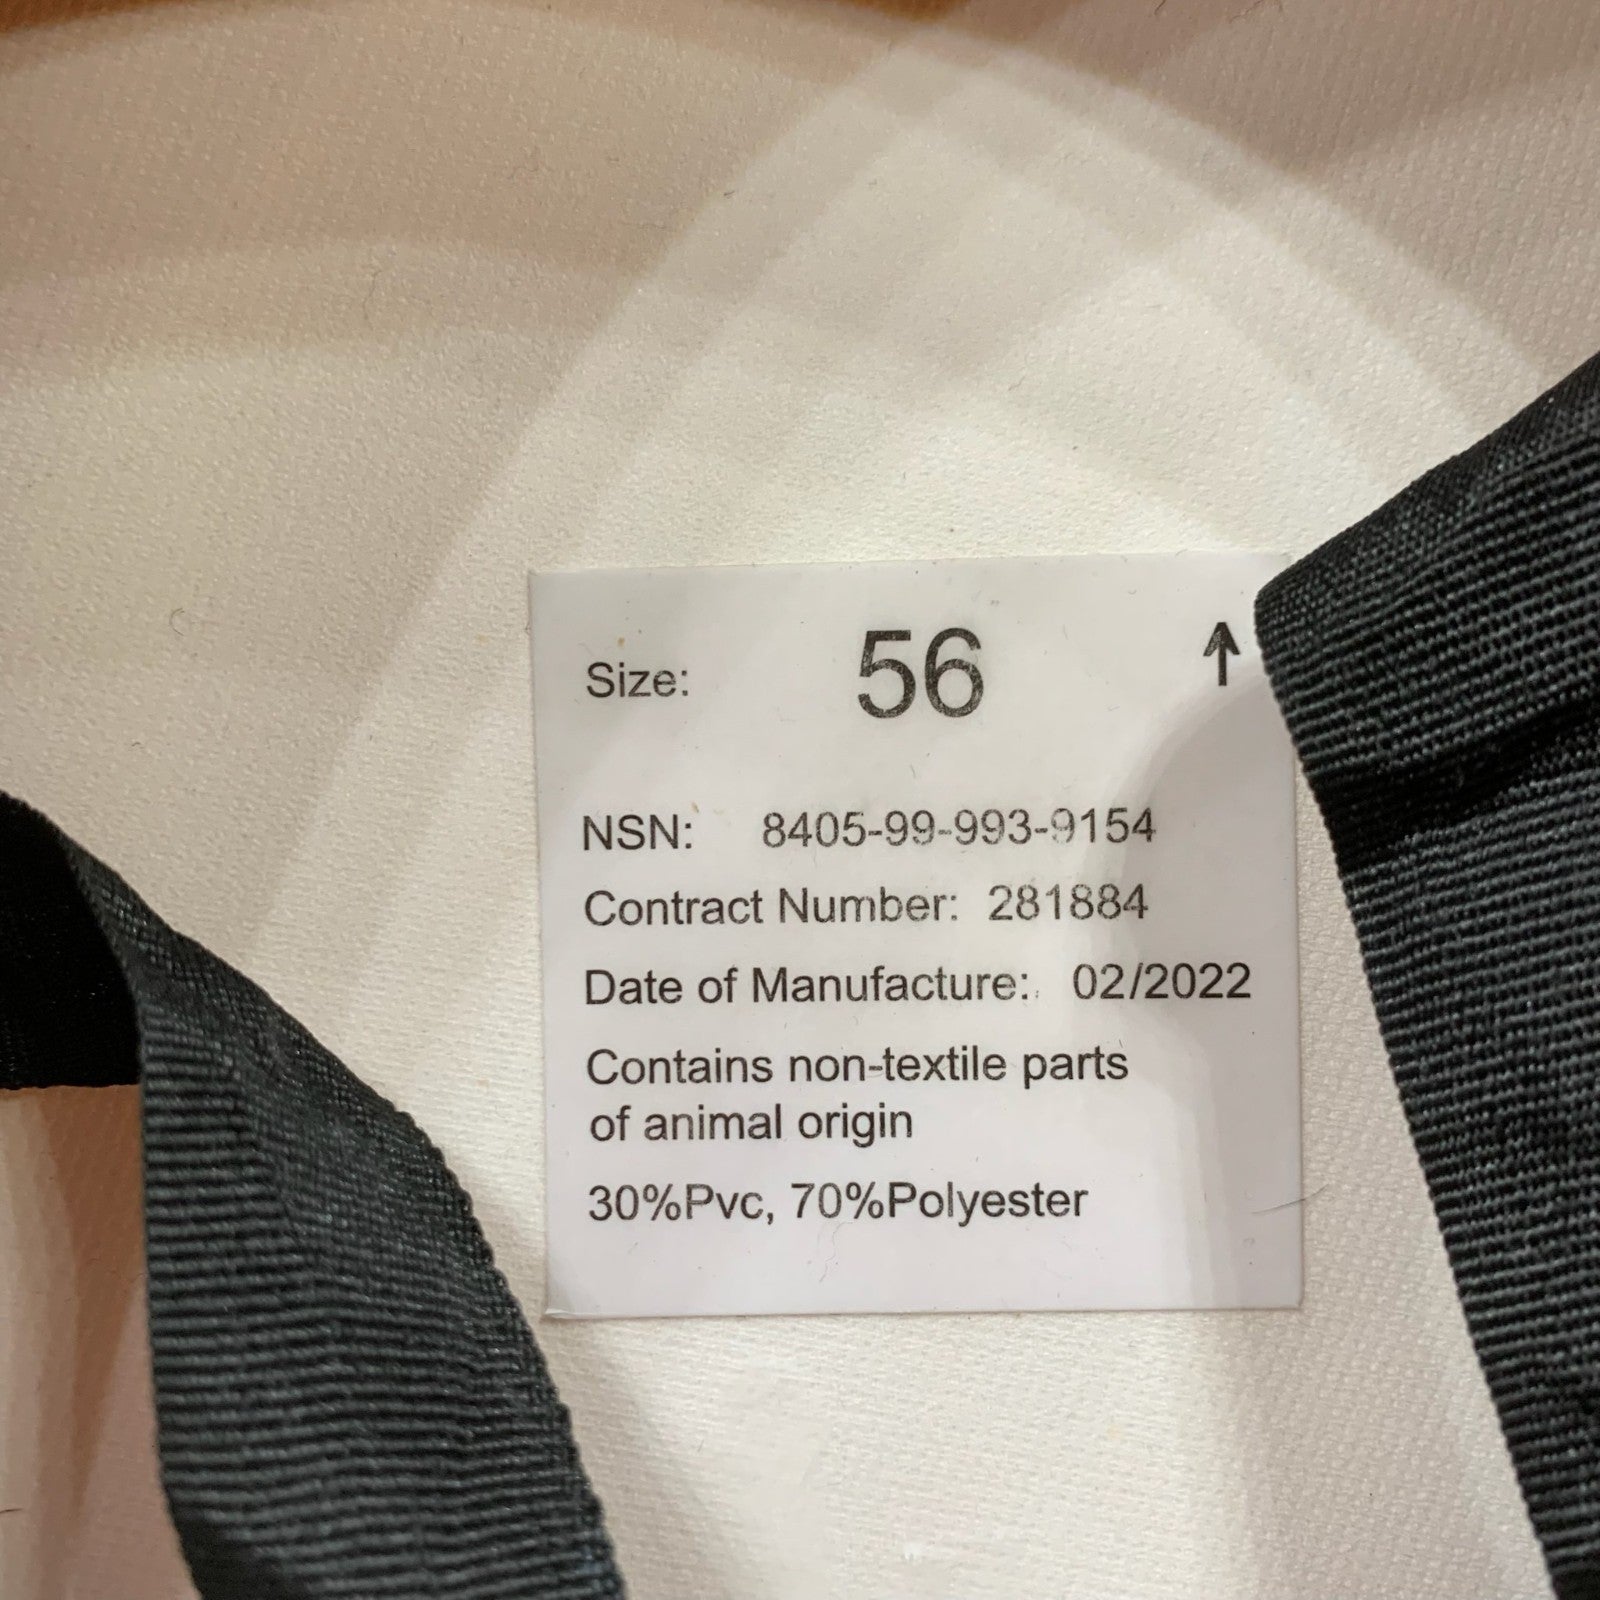 Size: 56 ↑
NSN: 8405-99-993-9154
Contract Number: 281884
Date of Manufacture: 02/2022
Contains non-textile parts
of animal origin
30%Pvc, 70%Polyester